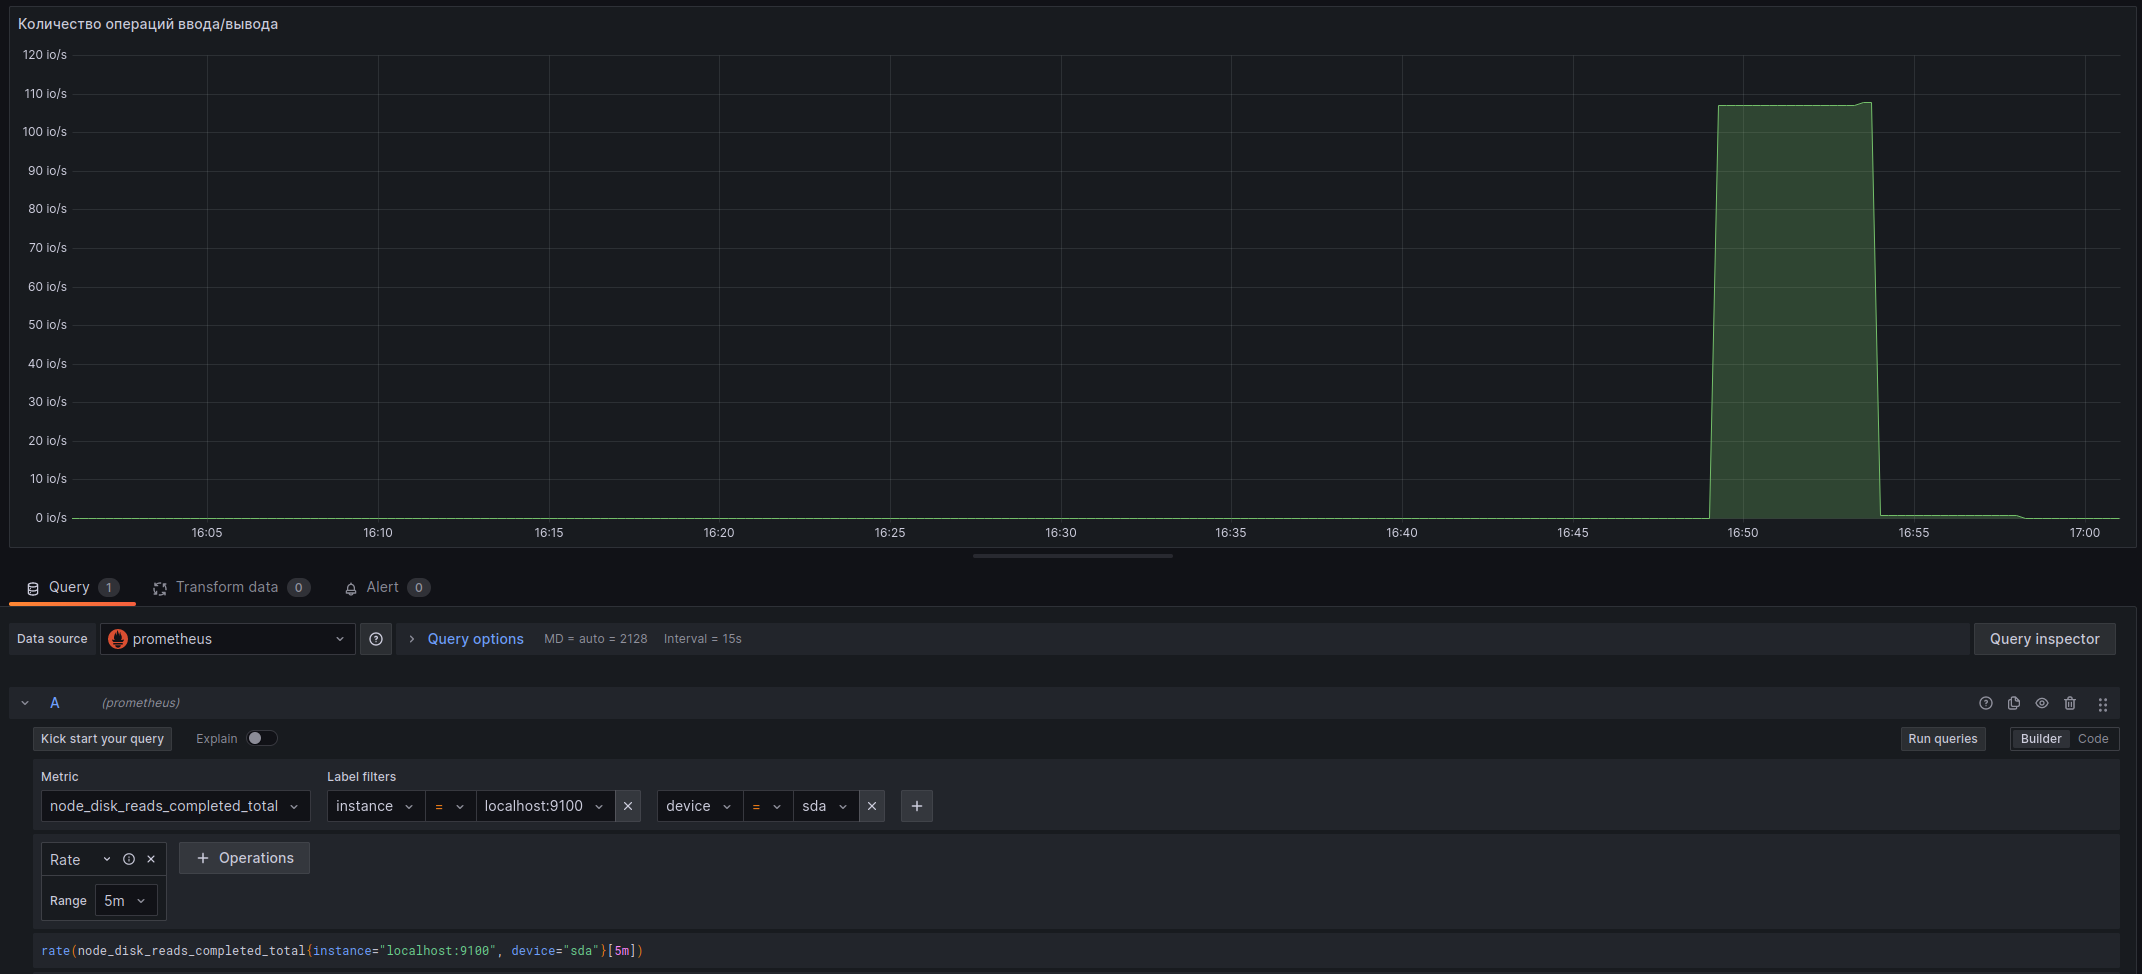 Количество операций ввода/вывода
120 io/s
110 io/s
100 io/s
90 io/s
80 io/s
70 io/s
60 io/s
50 io/s
40 io/s
30 io/s
20 io/s
10 io/s
0 io/s
16:05 16:10 16:15 16:20 16:25 16:30 16:35 16:40 16:45 16:50 16:55 17:00
Query 1 Transform data 0 Alert 0
Data source prometheus Query options MD = auto = 2128 Interval = 15s Query inspector
A (prometheus)
Kick start your query Explain Run queries Builder Code
Metric Label filters
node_disk_reads_completed_total instance = localhost:9100 device = sda
Rate Operations
Range 5m
rate(node_disk_reads_completed_total{instance="localhost:9100", device="sda"}[5m])